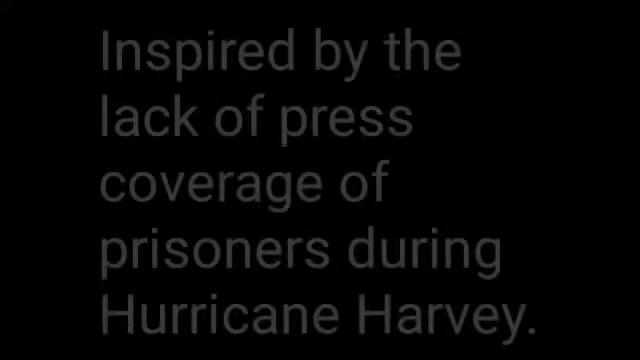 Inspired by the
lack of press
coverage of
prisoners during
Hurricane Harvey.